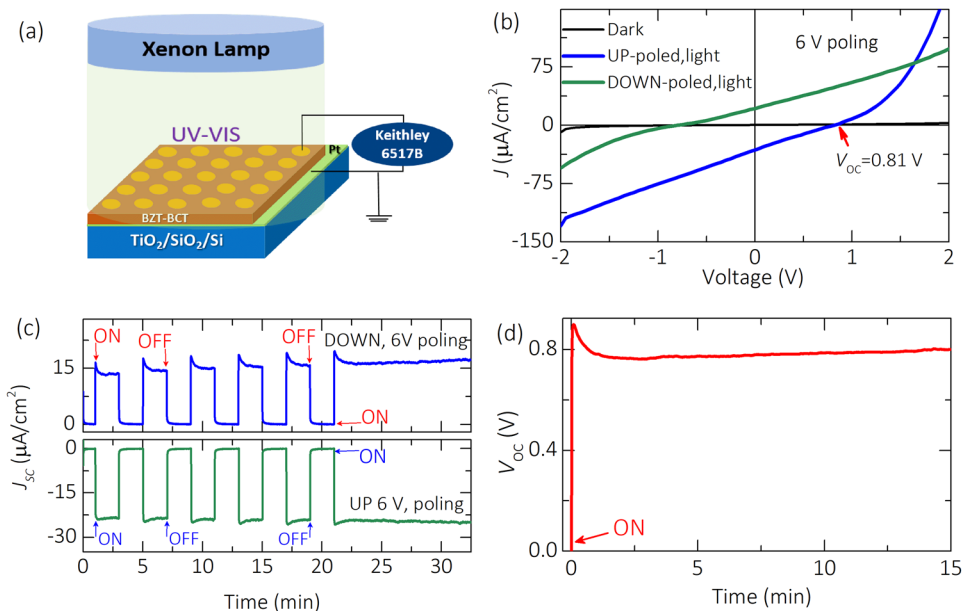 (a)
Xenon Lamp
UV-VIS
Keithley
6517B
Pt
BZT-BCT
TiO₂/SiO₂/Si
(b)
Dark
UP-poled,light
DOWN-poled,light
6 V poling
V_OC=0.81 V
J (µA/cm²)
75
0
-75
-150
-2
-1
0
1
2
Voltage (V)
(c)
ON
OFF
OFF
DOWN, 6V poling
ON
15
0
J_SC (µA/cm²)
0
-15
-30
ON
UP 6 V, poling
ON
OFF
OFF
0
5
10
15
20
25
30
Time (min)
(d)
V_OC (V)
0.8
0.4
0.0
ON
0
5
10
15
Time (min)